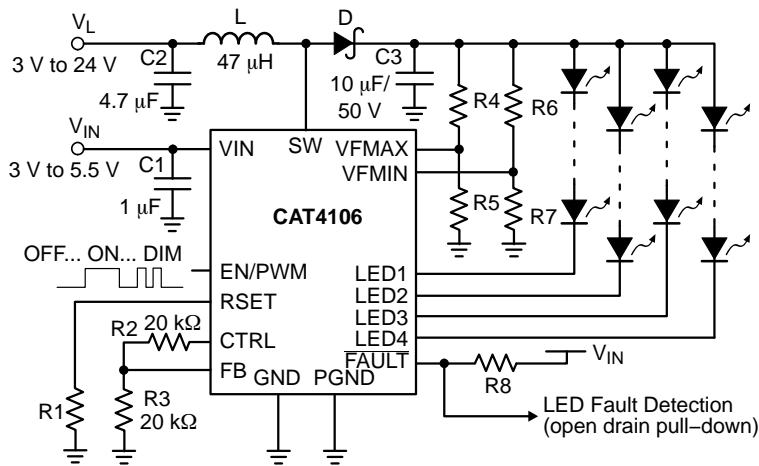 VL
L
D
C2
C3
3 V to 24 V
47 μH
10 μF/
50 V
4.7 μF
R4
R6
VIN
C1
VIN
SW
VFMAX
3 V to 5.5 V
VFMIN
1 μF
R5
R7
CAT4106
OFF... ON... DIM
EN/PWM
LED1
RSET
LED2
R2
20 kΩ
CTRL
LED3
LED4
FAULT
VIN
FB
GND
PGND
R8
R1
R3
20 kΩ
LED Fault Detection
(open drain pull–down)